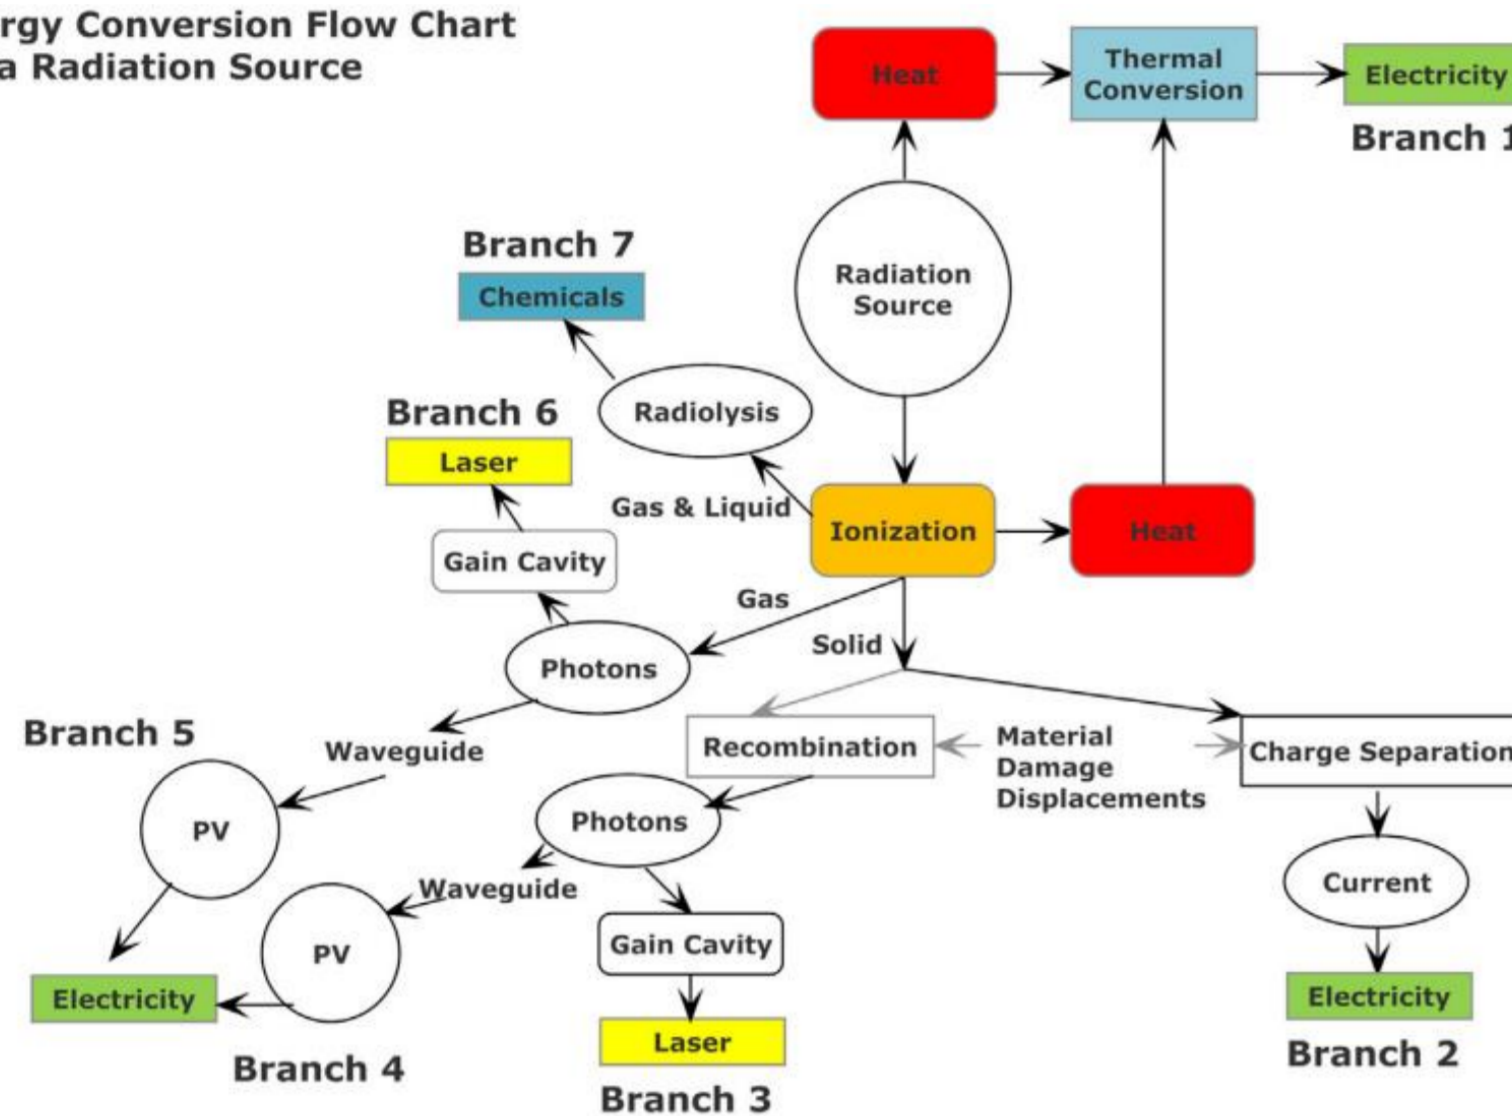 rgy Conversion Flow Chart
a Radiation Source
Heat
Thermal
Conversion
Electricity
Branch 1
Radiation
Source
Branch 7
Chemicals
Radiolysis
Branch 6
Laser
Gas & Liquid
Ionization
Heat
Gain Cavity
Gas
Solid
Photons
Branch 5
Waveguide
Recombination
Material
Damage
Displacements
Charge Separation
PV
Photons
Waveguide
Current
PV
Gain Cavity
Electricity
Electricity
Laser
Branch 4
Branch 3
Branch 2